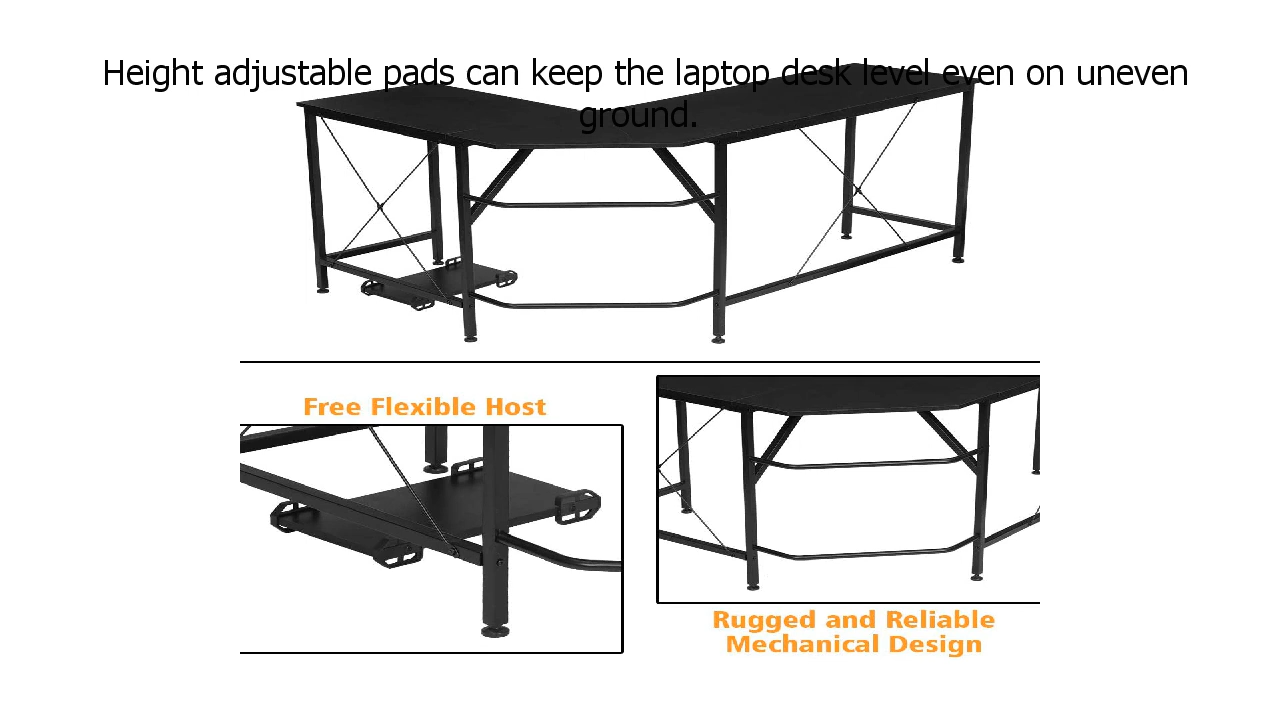 Height adjustable pads can keep the laptop desk level even on uneven
ground.
Free Flexible Host
Rugged and Reliable
Mechanical Design